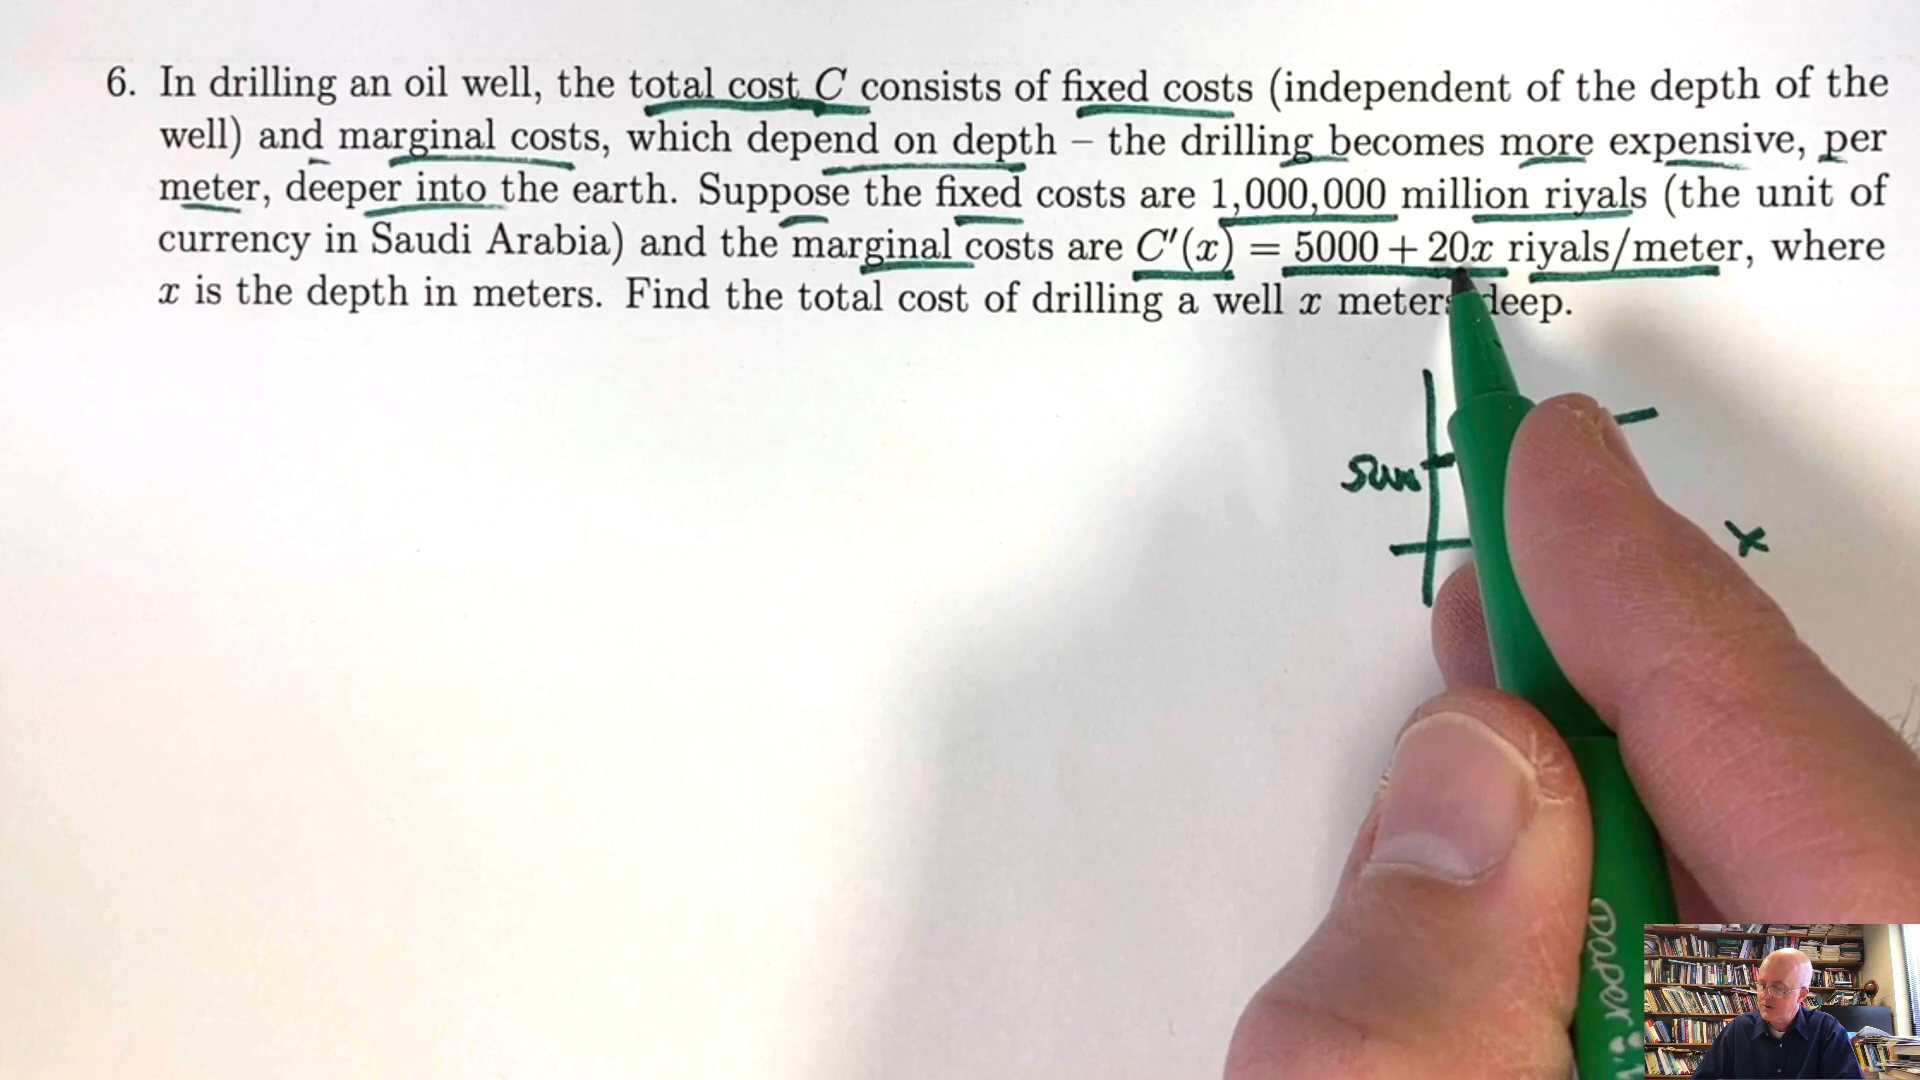 6. In drilling an oil well, the total cost C consists of fixed costs (independent of the depth of the
well) and marginal costs, which depend on depth – the drilling becomes more expensive, per
meter, deeper into the earth. Suppose the fixed costs are 1,000,000 million riyals (the unit of
currency in Saudi Arabia) and the marginal costs are C′(x) = 5000 + 20x riyals/meter, where
x is the depth in meters. Find the total cost of drilling a well x meters deep.
x
Paper